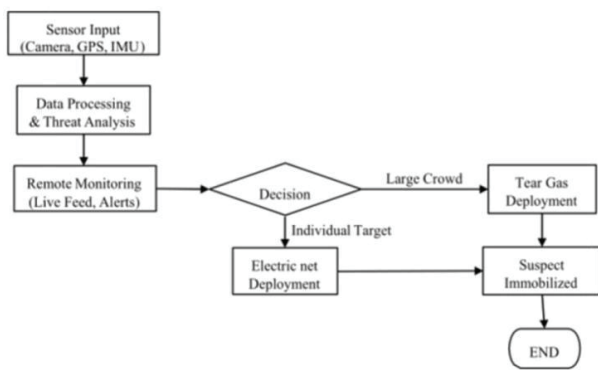 Sensor Input
(Camera, GPS, IMU)
Data Processing
& Threat Analysis
Remote Monitoring
(Live Feed, Alerts)
Decision
Large Crowd
Tear Gas
Deployment
Individual Target
Electric net
Deployment
Suspect
Immobilized
END